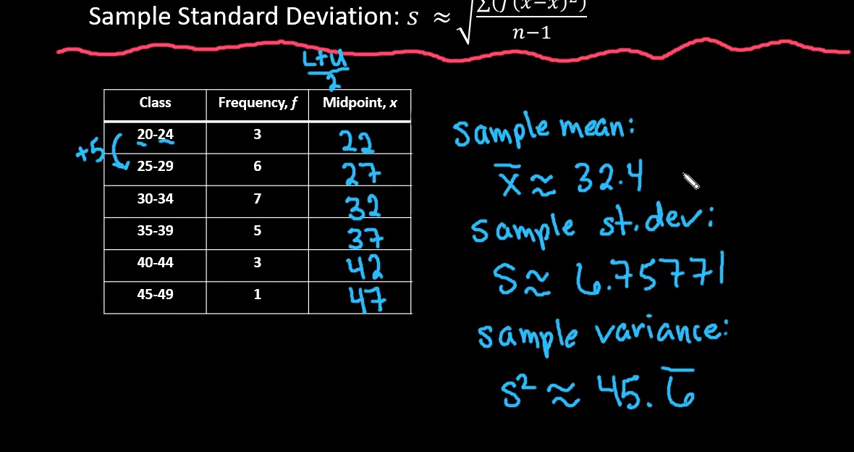 Sample Standard Deviation: s ≈ √(∑(f(x−x̄)²) / n−1)
L+U
2
Class Frequency, f Midpoint, x
20-24 3 22
+5
25-29 6 27
30-34 7 32
35-39 5 37
40-44 3 42
45-49 1 47
Sample mean:
x̅ ≈ 32.4
Sample st.dev:
S ≈ 6.75771
sample variance:
s² ≈ 45.6̅